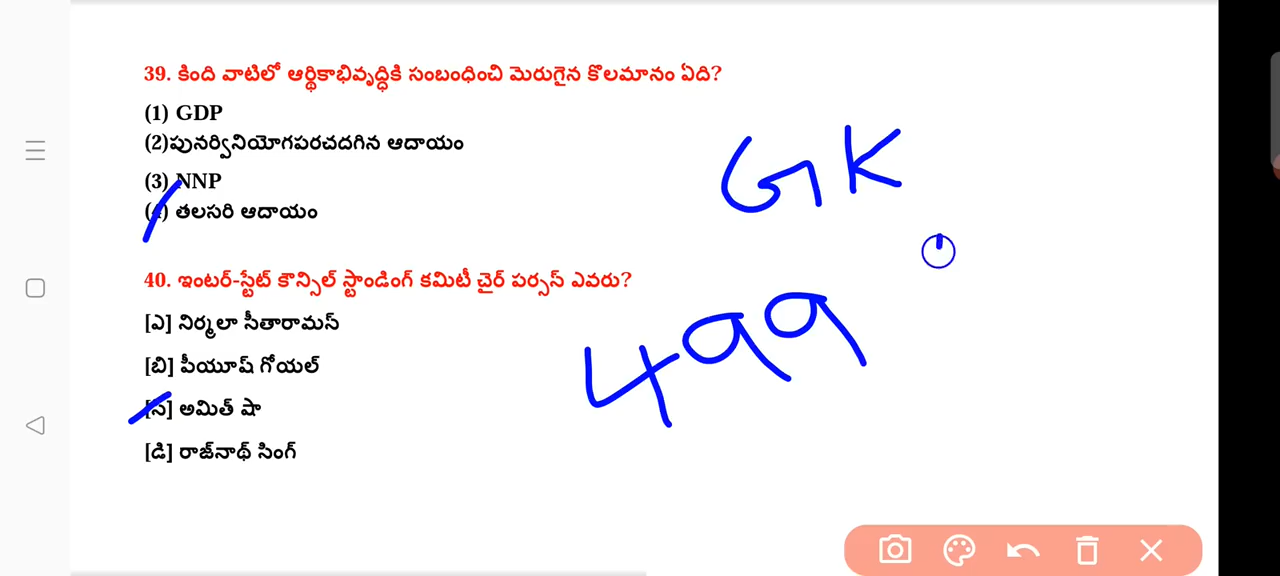 39. కింది వాటిలో ఆర్థికాభివృద్ధికి సంబంధించి మెరుగైన కొలమానం ఏది?
(1) GDP
(2)పునర్వినియోగపరచదగిన ఆదాయం
(3) NNP
(4) తలసరి ఆదాయం
GK
40. ఇంటర్-స్టేట్ కౌన్సిల్ స్టాండింగ్ కమిటీ చైర్ పర్సన్ ఎవరు?
[ఎ] నిర్మలా సీతారామన్
[బి] పీయూష్ గోయల్
499
[సి] అమిత్ షా
[డి] రాజ్‌నాథ్ సింగ్